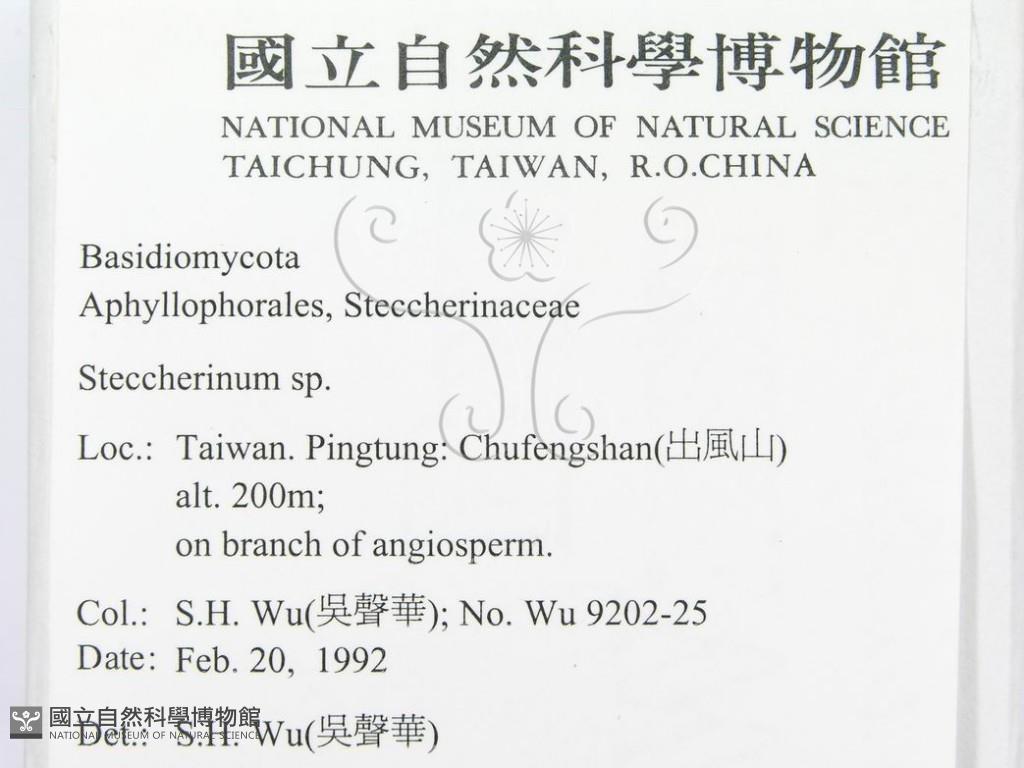 國立自然科學博物館
NATIONAL MUSEUM OF NATURAL SCIENCE
TAICHUNG, TAIWAN, R.O.CHINA
Basidiomycota
Aphyllophorales, Steccherinaceae
Steccherinum sp.
Loc.: Taiwan. Pingtung: Chufengshan(出風山)
alt. 200m;
on branch of angiosperm.
Col.: S.H. Wu(吳聲華); No. Wu 9202-25
Date: Feb. 20, 1992
Det.: S.H. Wu(吳聲華)
國立自然科學博物館
NATIONAL MUSEUM OF NATURAL SCIENCE